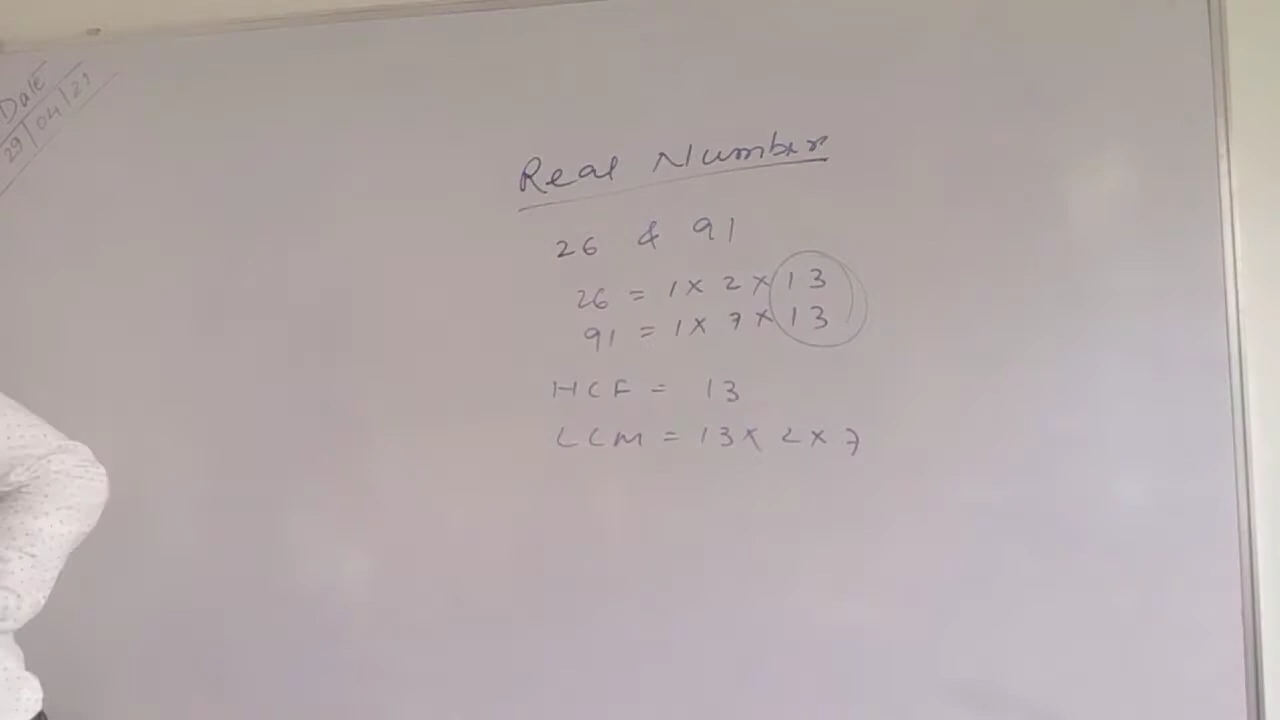 Date
29/04/21
Real Number
26 & 91
26 = 1 x 2 x 13
91 = 1 x 7 x 13
HCF = 13
LCM = 13 x 2 x 7